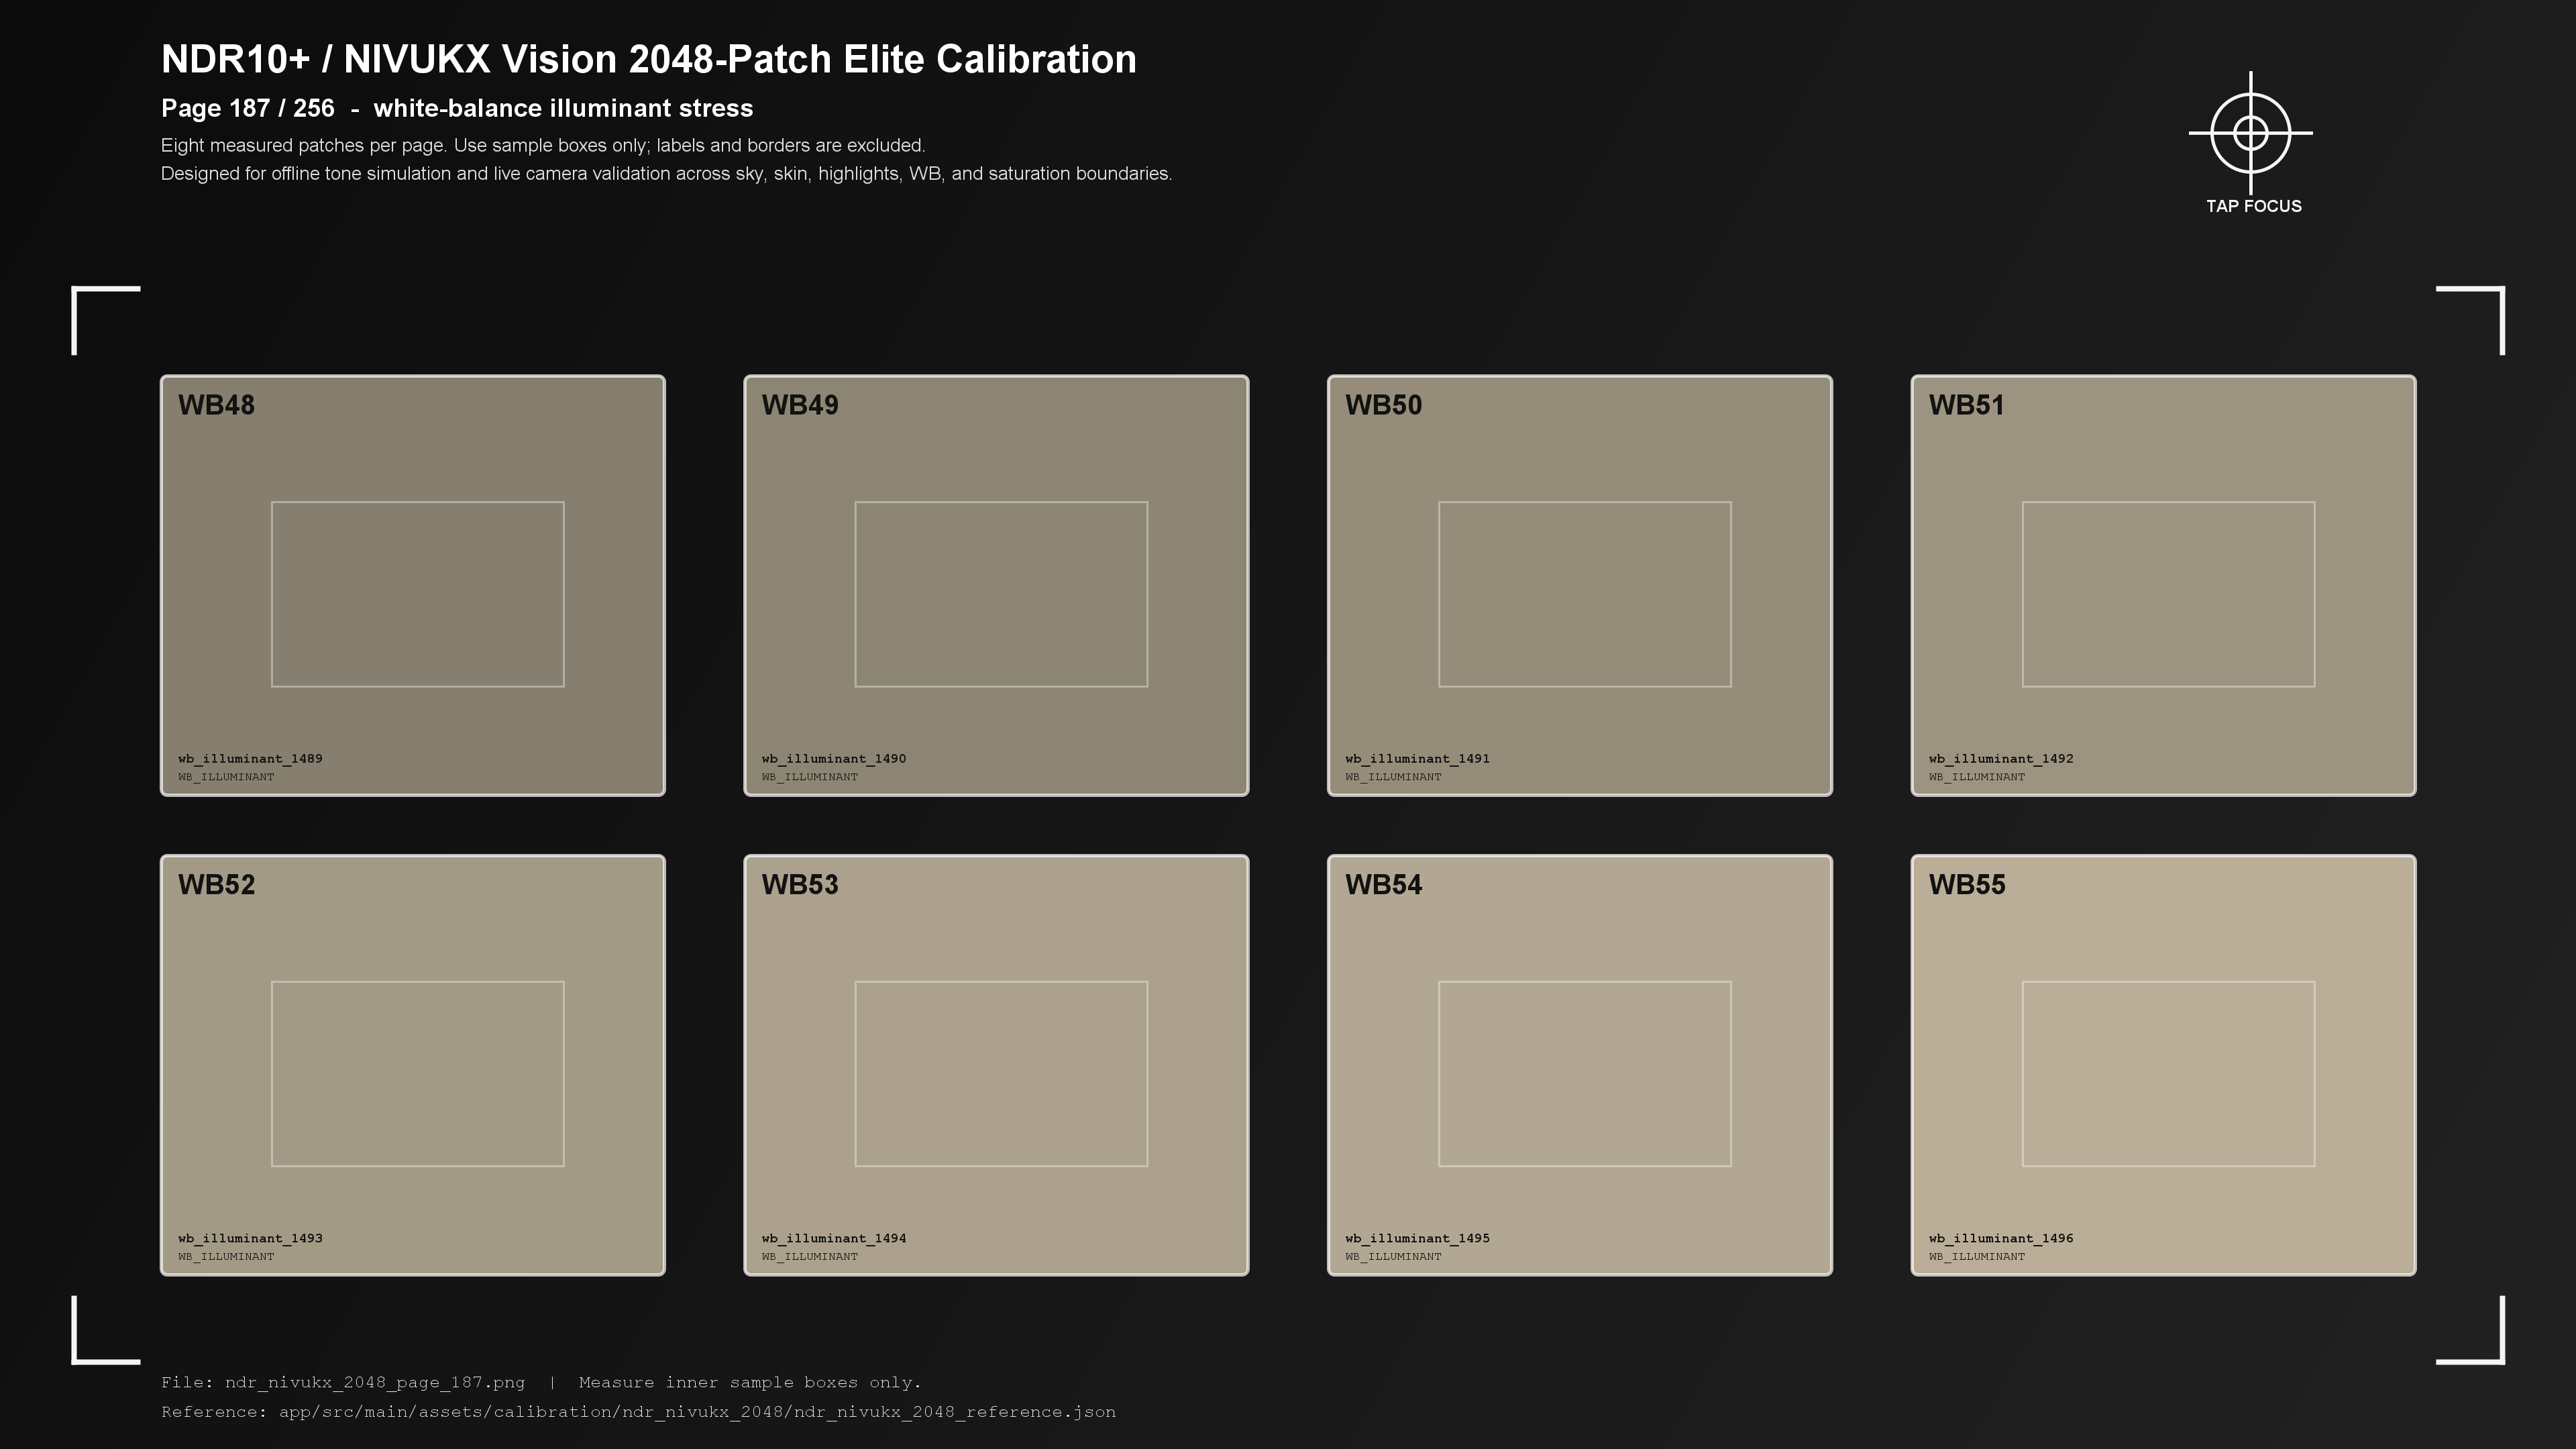 NDR10+ / NIVUKX Vision 2048-Patch Elite Calibration
Page 187 / 256  -  white-balance illuminant stress
Eight measured patches per page. Use sample boxes only; labels and borders are excluded.
Designed for offline tone simulation and live camera validation across sky, skin, highlights, WB, and saturation boundaries.
TAP FOCUS
WB48
wb_illuminant_1489
WB_ILLUMINANT
WB49
wb_illuminant_1490
WB_ILLUMINANT
WB50
wb_illuminant_1491
WB_ILLUMINANT
WB51
wb_illuminant_1492
WB_ILLUMINANT
WB52
wb_illuminant_1493
WB_ILLUMINANT
WB53
wb_illuminant_1494
WB_ILLUMINANT
WB54
wb_illuminant_1495
WB_ILLUMINANT
WB55
wb_illuminant_1496
WB_ILLUMINANT
File: ndr_nivukx_2048_page_187.png  |  Measure inner sample boxes only.
Reference: app/src/main/assets/calibration/ndr_nivukx_2048/ndr_nivukx_2048_reference.json